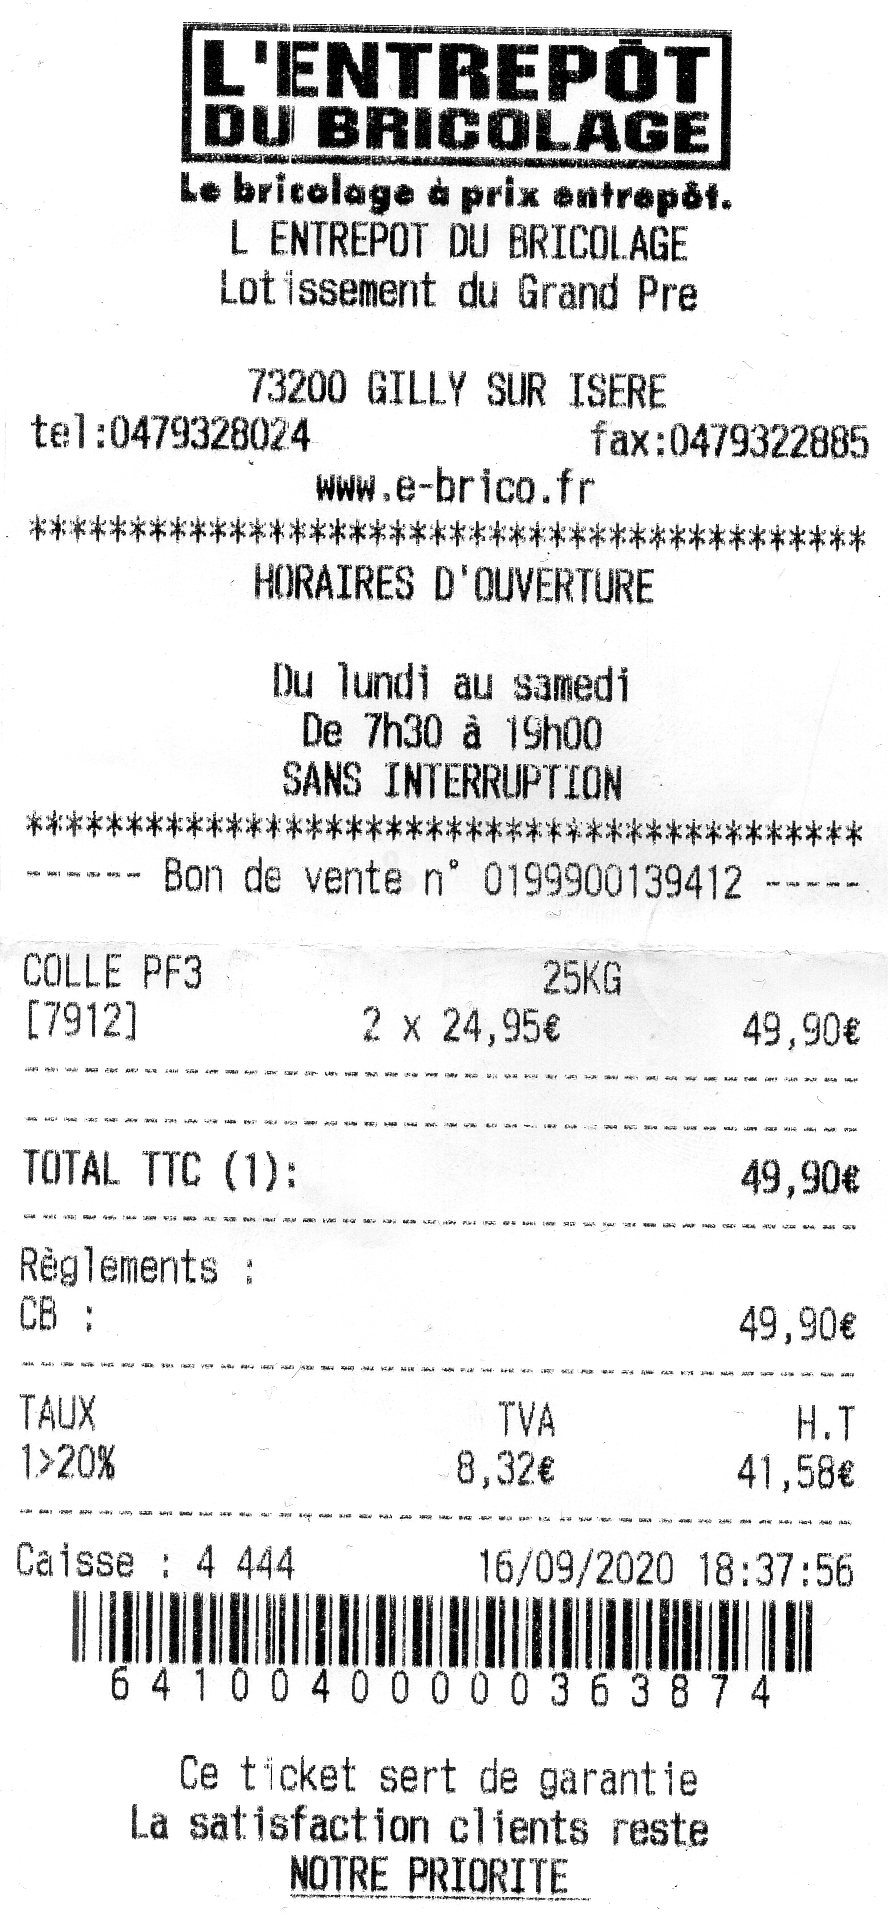 L'ENTREPÔT
DU BRICOLAGE
Le bricolage à prix entrepôt.
L ENTREPOT DU BRICOLAGE
Lotissement du Grand Pre
73200 GILLY SUR ISERE
tel:0479328024 fax:0479322885
www.e-brico.fr
******************************************
HORAIRES D'OUVERTURE
Du lundi au samedi
De 7h30 à 19h00
SANS INTERRUPTION
******************************************
------ Bon de vente n° 0199900139412 -----
COLLE PF3 25KG
[7912] 2 x 24,95€ 49,90€
------------------------------------------
------------------------------------------
TOTAL TTC (1): 49,90€
------------------------------------------
Règlements :
CB : 49,90€
------------------------------------------
TAUX TVA H.T
1>20% 8,32€ 41,58€
------------------------------------------
Caisse : 4 444 16/09/2020 18:37:56
64100400000363874
Ce ticket sert de garantie
La satisfaction clients reste
NOTRE PRIORITE